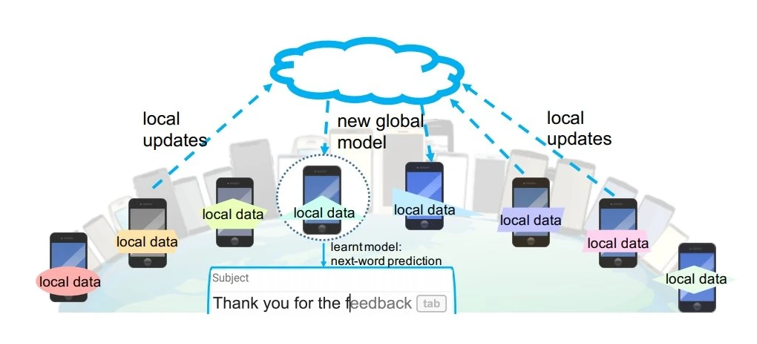 local
updates
new global
model
local
updates
local data
local data
local data
local data
local data
local data
local data
local data
learnt model:
next-word prediction
Subject
Thank you for the feedback tab